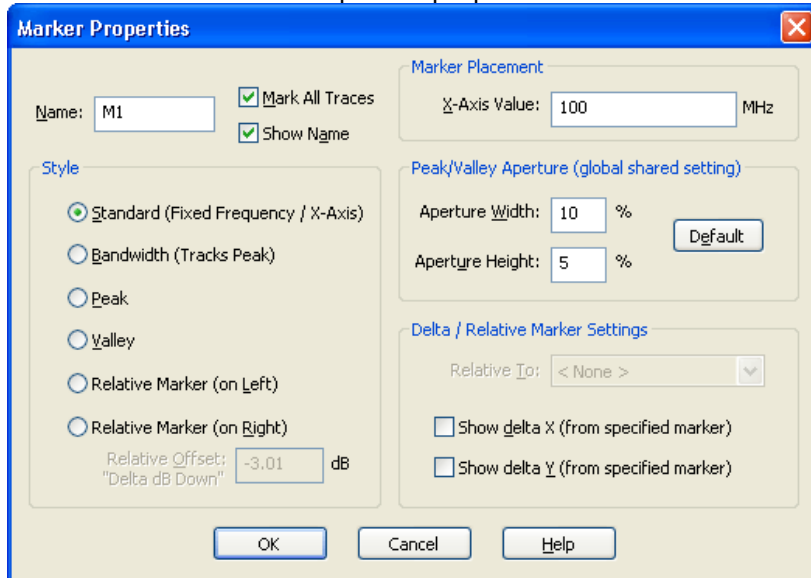 Marker Properties
Name: M1
Mark All Traces
Show Name
Marker Placement
X-Axis Value: 100 MHz
Style
Standard (Fixed Frequency / X-Axis)
Bandwidth (Tracks Peak)
Peak
Valley
Relative Marker (on Left)
Relative Marker (on Right)
Relative Offset: -3.01 dB
"Delta dB Down"
Peak/Valley Aperture (global shared setting)
Aperture Width: 10 %
Aperture Height: 5 %
Default
Delta / Relative Marker Settings
Relative To: < None >
Show delta X (from specified marker)
Show delta Y (from specified marker)
OK
Cancel
Help